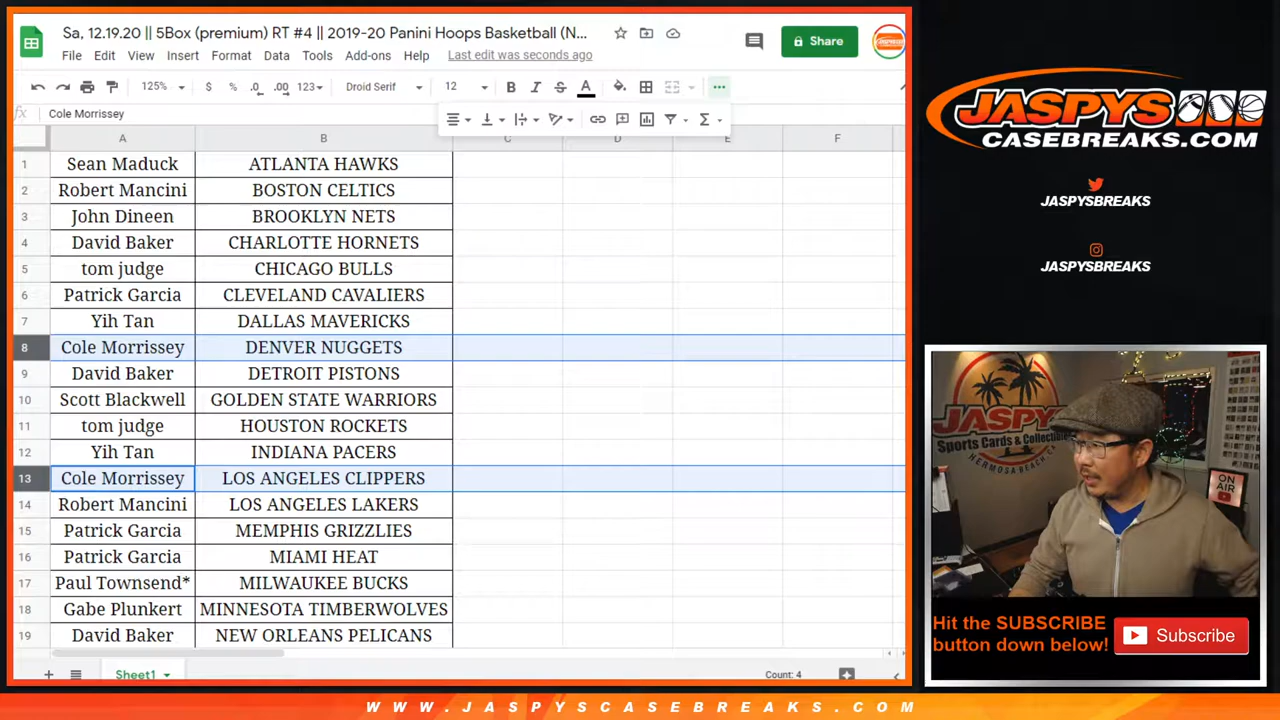 Sa, 12.19.20 || 5Box (premium) RT #4 || 2019-20 Panini Hoops Basketball (N...
File Edit View Insert Format Data Tools Add-ons Help Last edit was seconds ago
Share
125% $ % .0 .00 123 Droid Serif 12 B I S A
fx Cole Morrissey
A B C D E F
1 Sean Maduck ATLANTA HAWKS
2 Robert Mancini BOSTON CELTICS
3 John Dineen BROOKLYN NETS
4 David Baker CHARLOTTE HORNETS
5 tom judge CHICAGO BULLS
6 Patrick Garcia CLEVELAND CAVALIERS
7 Yih Tan DALLAS MAVERICKS
8 Cole Morrissey DENVER NUGGETS
9 David Baker DETROIT PISTONS
10 Scott Blackwell GOLDEN STATE WARRIORS
11 tom judge HOUSTON ROCKETS
12 Yih Tan INDIANA PACERS
13 Cole Morrissey LOS ANGELES CLIPPERS
14 Robert Mancini LOS ANGELES LAKERS
15 Patrick Garcia MEMPHIS GRIZZLIES
16 Patrick Garcia MIAMI HEAT
17 Paul Townsend* MILWAUKEE BUCKS
18 Gabe Plunkert MINNESOTA TIMBERWOLVES
19 David Baker NEW ORLEANS PELICANS
Sheet1 Count: 4
JASPYS
CASEBREAKS.COM
JASPYSBREAKS
JASPYSBREAKS
JASPYS
Sports Cards & Collectibles
HERMOSA BEACH, CA
ON AIR
Hit the SUBSCRIBE
button down below!
Subscribe
WWW.JASPYSCASEBREAKS.COM